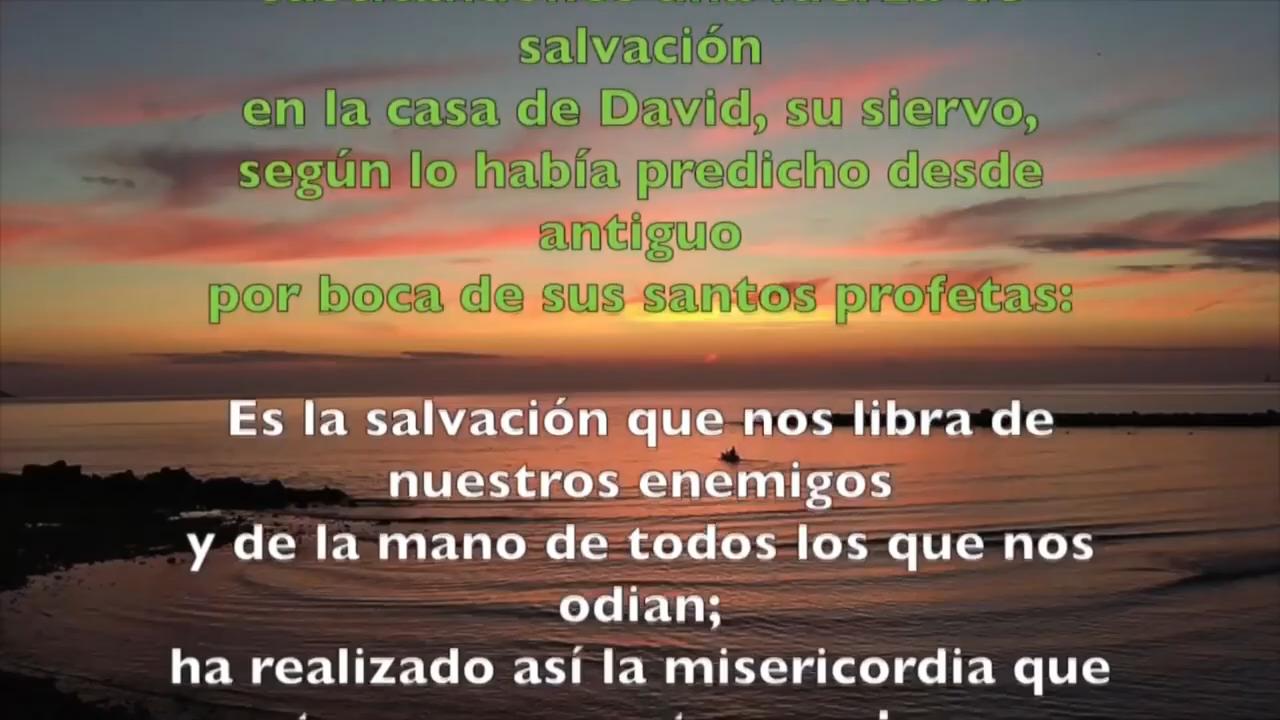 salvación
en la casa de David, su siervo,
según lo había predicho desde
antiguo
por boca de sus santos profetas:
Es la salvación que nos libra de
nuestros enemigos
y de la mano de todos los que nos
odian;
ha realizado así la misericordia que